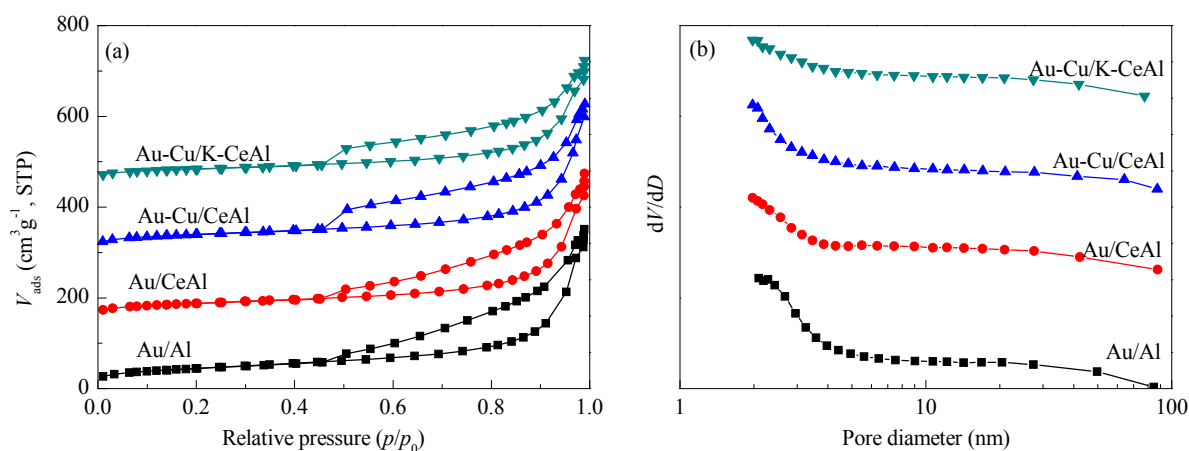 (a)
800
600
400
200
0
V_ads (cm³g⁻¹, STP)
Au-Cu/K-CeAl
Au-Cu/CeAl
Au/CeAl
Au/Al
0.0 0.2 0.4 0.6 0.8 1.0
Relative pressure (p/p₀)
(b)
dV/dD
Au-Cu/K-CeAl
Au-Cu/CeAl
Au/CeAl
Au/Al
1 10 100
Pore diameter (nm)